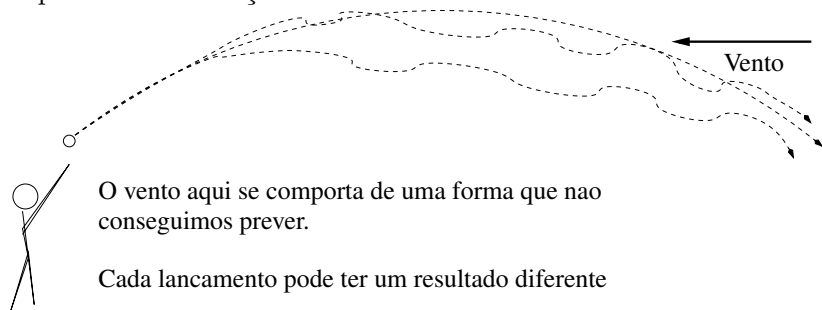 Vento
O vento aqui se comporta de uma forma que nao
conseguimos prever.
Cada lancamento pode ter um resultado diferente